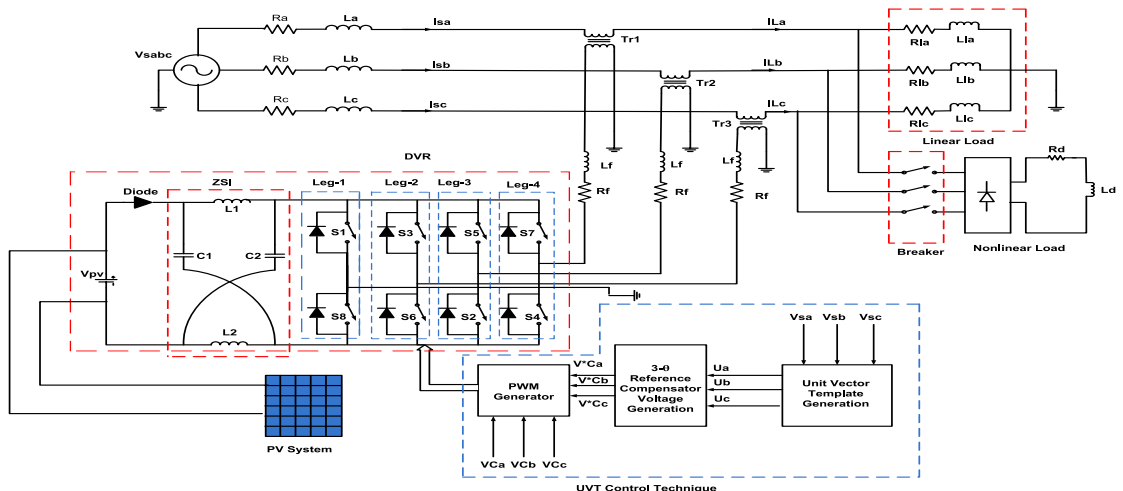 Vsabc
Ra
La
Isa
Tr1
ILa
Rla
Lla
Rb
Lb
Isb
Tr2
ILb
Rlb
Llb
Rc
Lc
Isc
Tr3
ILc
Rlc
Llc
Linear Load
Lf
Rf
Lf
Rf
Lf
Rf
Rd
Ld
Breaker
Nonlinear Load
DVR
Diode
ZSI
Leg-1
Leg-2
Leg-3
Leg-4
L1
C1
C2
L2
Vpv
S1
S3
S5
S7
S8
S6
S2
S4
PV System
PWM
Generator
V*Ca
V*Cb
V*Cc
VCa
VCb
VCc
3-θ
Reference
Compensator
Voltage
Generation
Ua
Ub
Uc
Unit Vector
Template
Generation
Vsa
Vsb
Vsc
UVT Control Technique